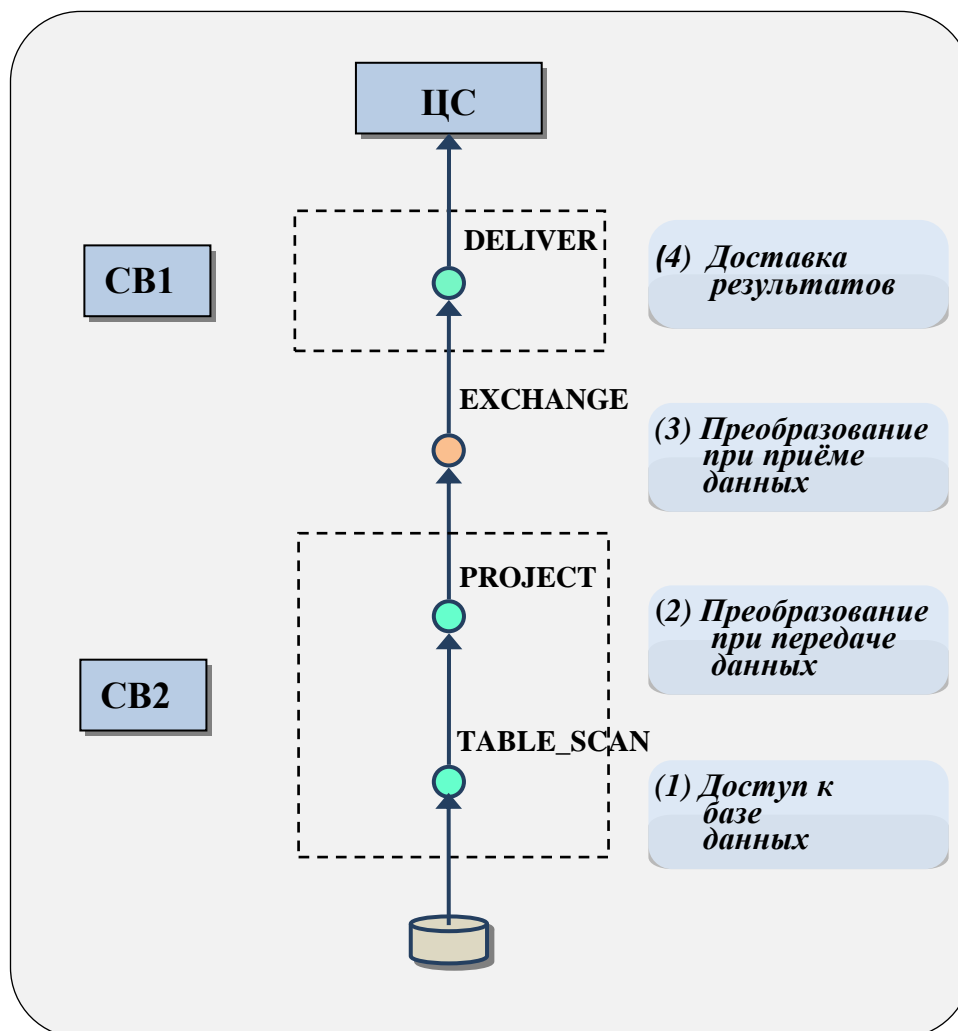 ЦС
DELIVER
СВ1
(4) Доставка
результатов
EXCHANGE
(3) Преобразование
при приёме
данных
PROJECT
(2) Преобразование
при передаче
данных
СВ2
TABLE_SCAN
(1) Доступ к
базе
данных